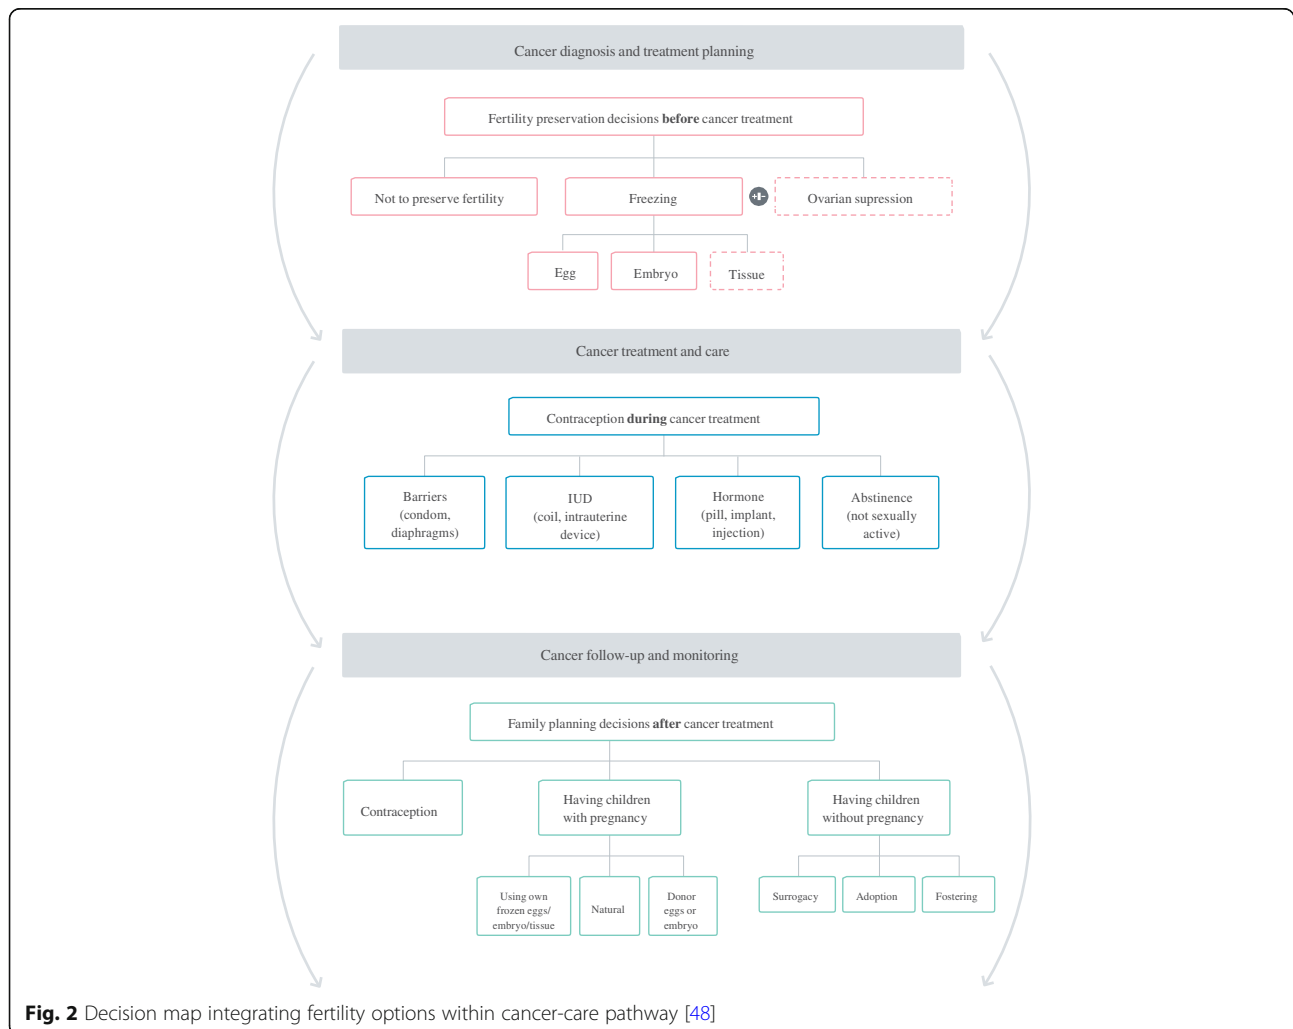 Cancer diagnosis and treatment planning
Fertility preservation decisions before cancer treatment
Not to preserve fertility
Freezing
Ovarian supression
Egg
Embryo
Tissue
Cancer treatment and care
Contraception during cancer treatment
Barriers
(condom,
diaphragms)
IUD
(coil, intrauterine
device)
Hormone
(pill, implant,
injection)
Abstinence
(not sexually
active)
Cancer follow-up and monitoring
Family planning decisions after cancer treatment
Contraception
Having children
with pregnancy
Having children
without pregnancy
Using own
frozen eggs/
embryo/tissue
Natural
Donor
eggs or
embryo
Surrogacy
Adoption
Fostering
Fig. 2 Decision map integrating fertility options within cancer-care pathway [48]